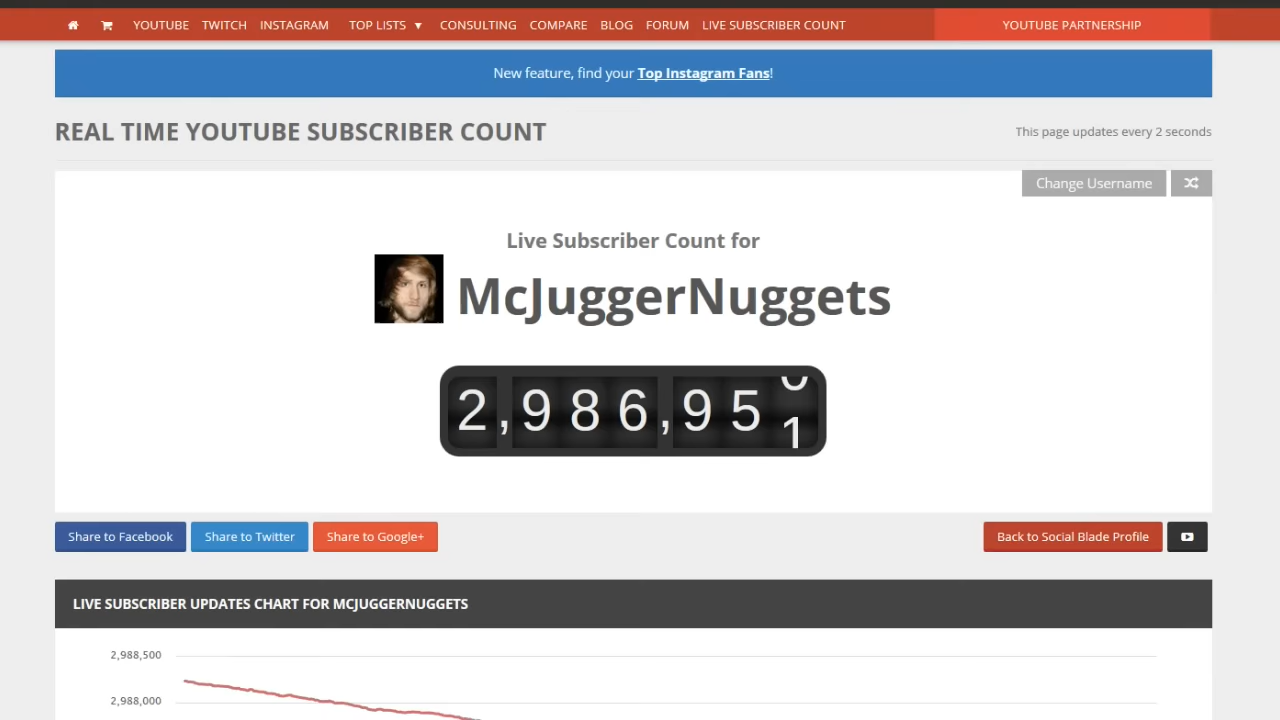 YOUTUBE TWITCH INSTAGRAM TOP LISTS ▼ CONSULTING COMPARE BLOG FORUM LIVE SUBSCRIBER COUNT YOUTUBE PARTNERSHIP
New feature, find your Top Instagram Fans!
REAL TIME YOUTUBE SUBSCRIBER COUNT This page updates every 2 seconds
Change Username
Live Subscriber Count for
McJuggerNuggets
2,986,951
Share to Facebook Share to Twitter Share to Google+ Back to Social Blade Profile
LIVE SUBSCRIBER UPDATES CHART FOR MCJUGGERNUGGETS
2,988,500
2,988,000